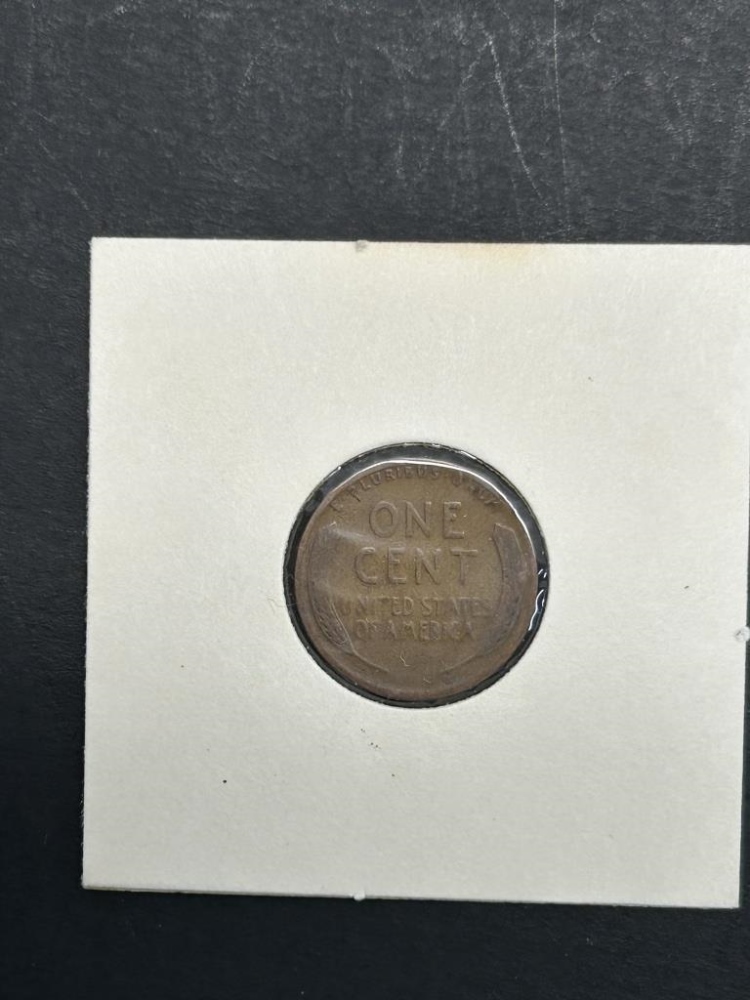 E PLURIBUS UNUM
ONE
CENT
UNITED STATES
OF AMERICA